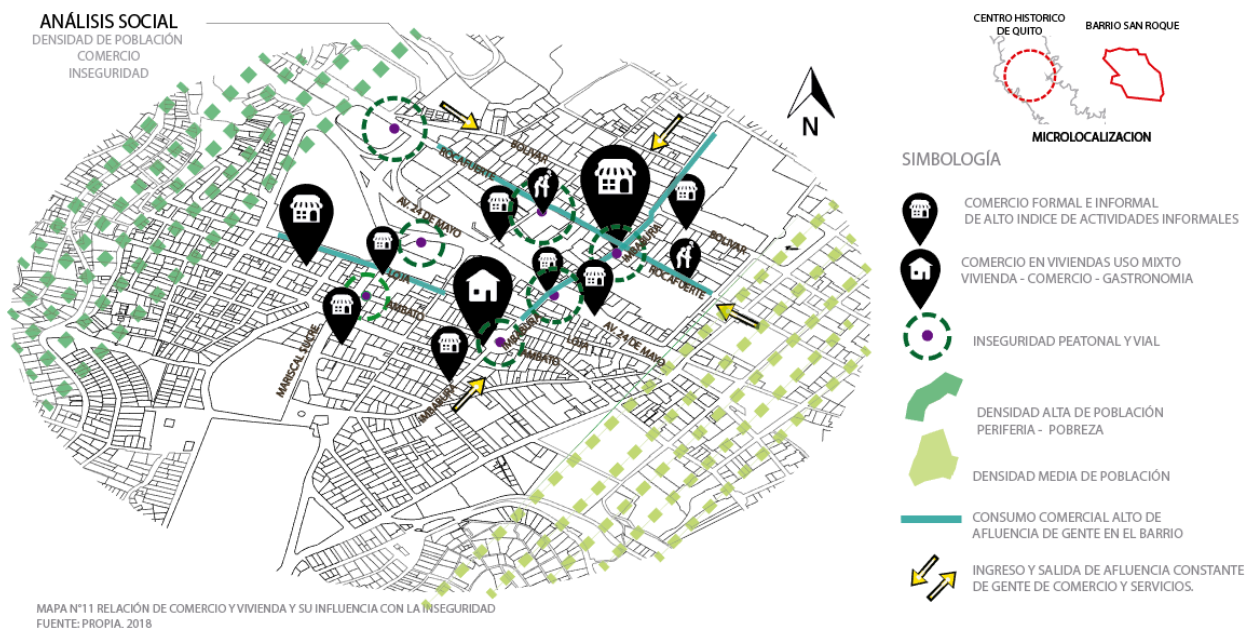 ANÁLISIS SOCIAL
DENSIDAD DE POBLACIÓN
COMERCIO
INSEGURIDAD
CENTRO HISTORICO
DE QUITO
BARRIO SAN ROQUE
MICROLOCALIZACION
N
BOLIVAR
ROCAFUERTE
AV. 24 DE MAYO
IMBABURA
BOLIVAR
ROCAFUERTE
LOJA
AMBATO
MARISCAL SUCRE
IMBABURA
AV. 24 DE MAYO
LOJA
AMBATO
IMBABURA
SIMBOLOGÍA
COMERCIO FORMAL E INFORMAL
DE ALTO INDICE DE ACTIVIDADES INFORMALES
COMERCIO EN VIVIENDAS USO MIXTO
VIVIENDA - COMERCIO - GASTRONOMIA
INSEGURIDAD PEATONAL Y VIAL
DENSIDAD ALTA DE POBLACIÓN
PERIFERIA - POBREZA
DENSIDAD MEDIA DE POBLACIÓN
CONSUMO COMERCIAL ALTO DE
AFLUENCIA DE GENTE EN EL BARRIO
INGRESO Y SALIDA DE AFLUENCIA CONSTANTE
DE GENTE DE COMERCIO Y SERVICIOS.
MAPA N°11 RELACIÓN DE COMERCIO Y VIVIENDA Y SU INFLUENCIA CON LA INSEGURIDAD
FUENTE: PROPIA, 2018